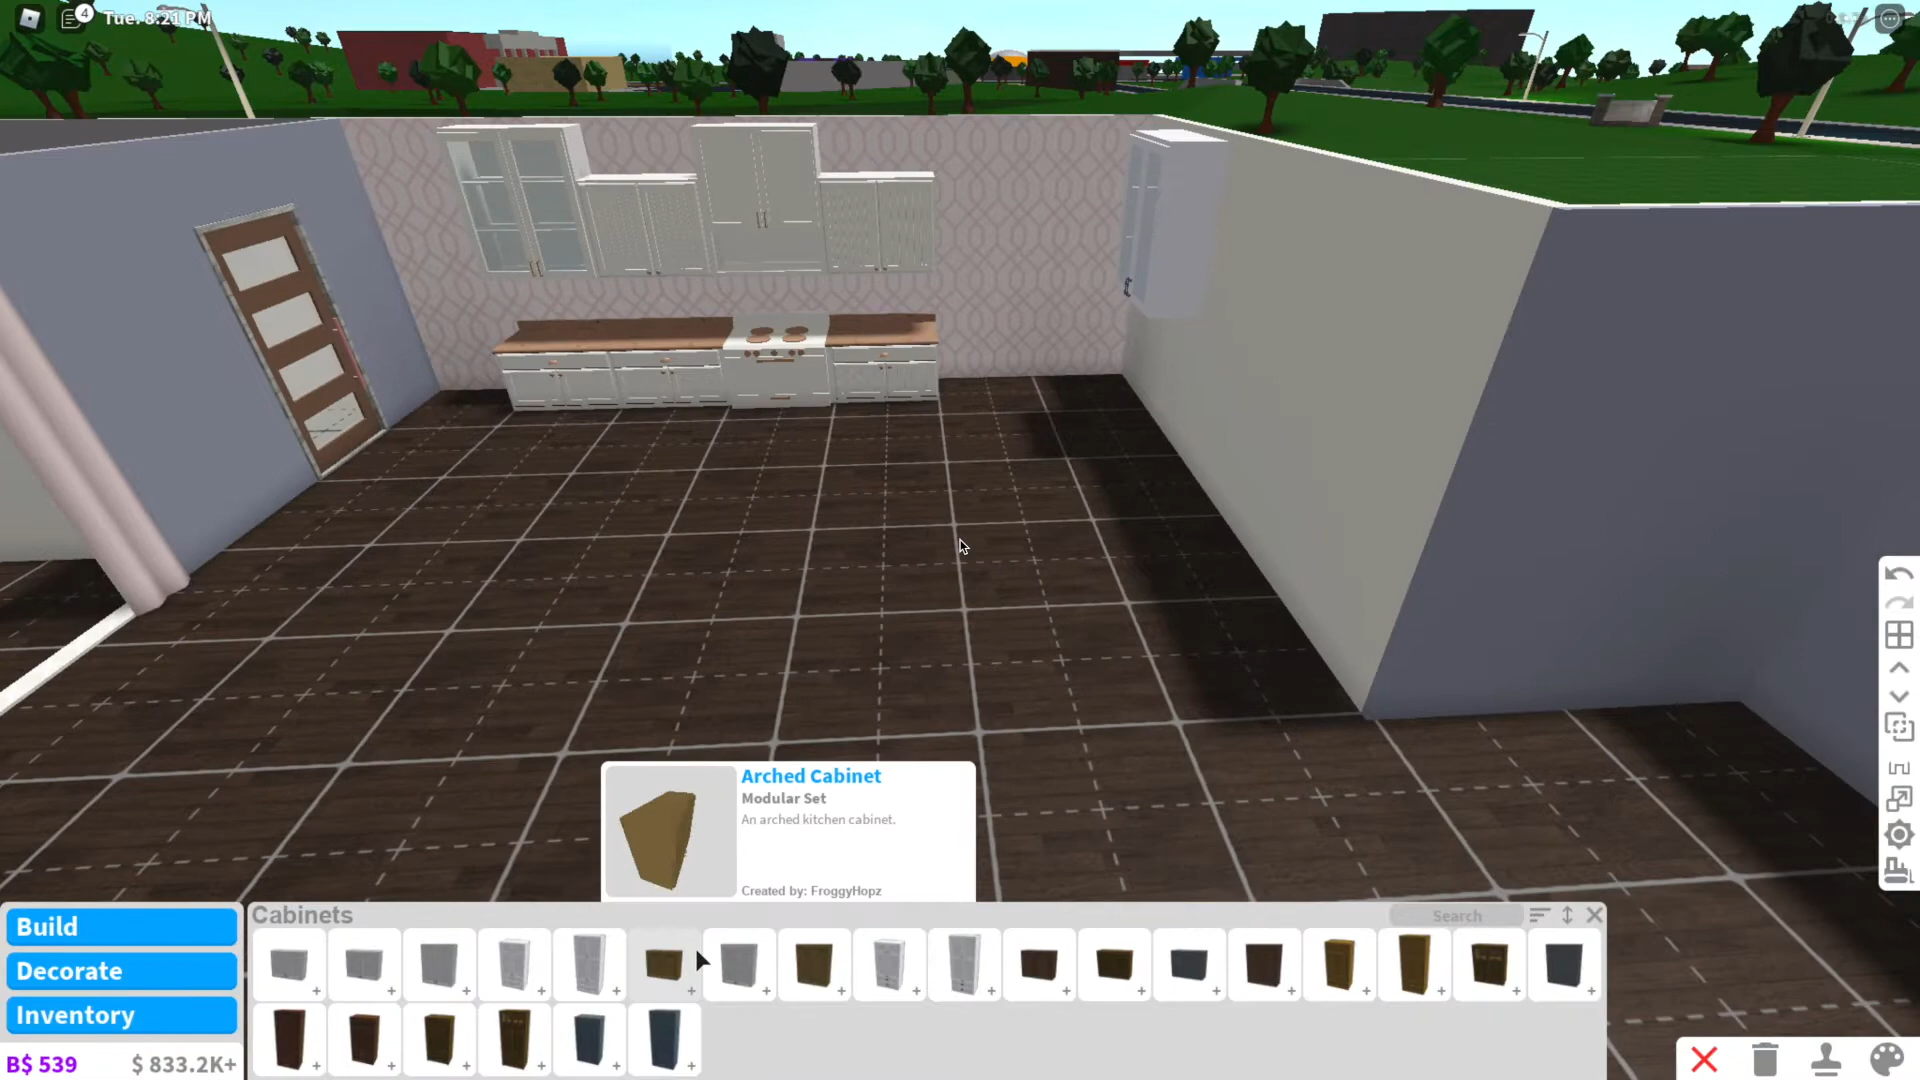 4 Tue. 8:21 PM
Arched Cabinet
Modular Set
An arched kitchen cabinet.
Created by: FroggyHopz
Build
Decorate
Inventory
B$ 539 $ 833.2K+
Cabinets
Search